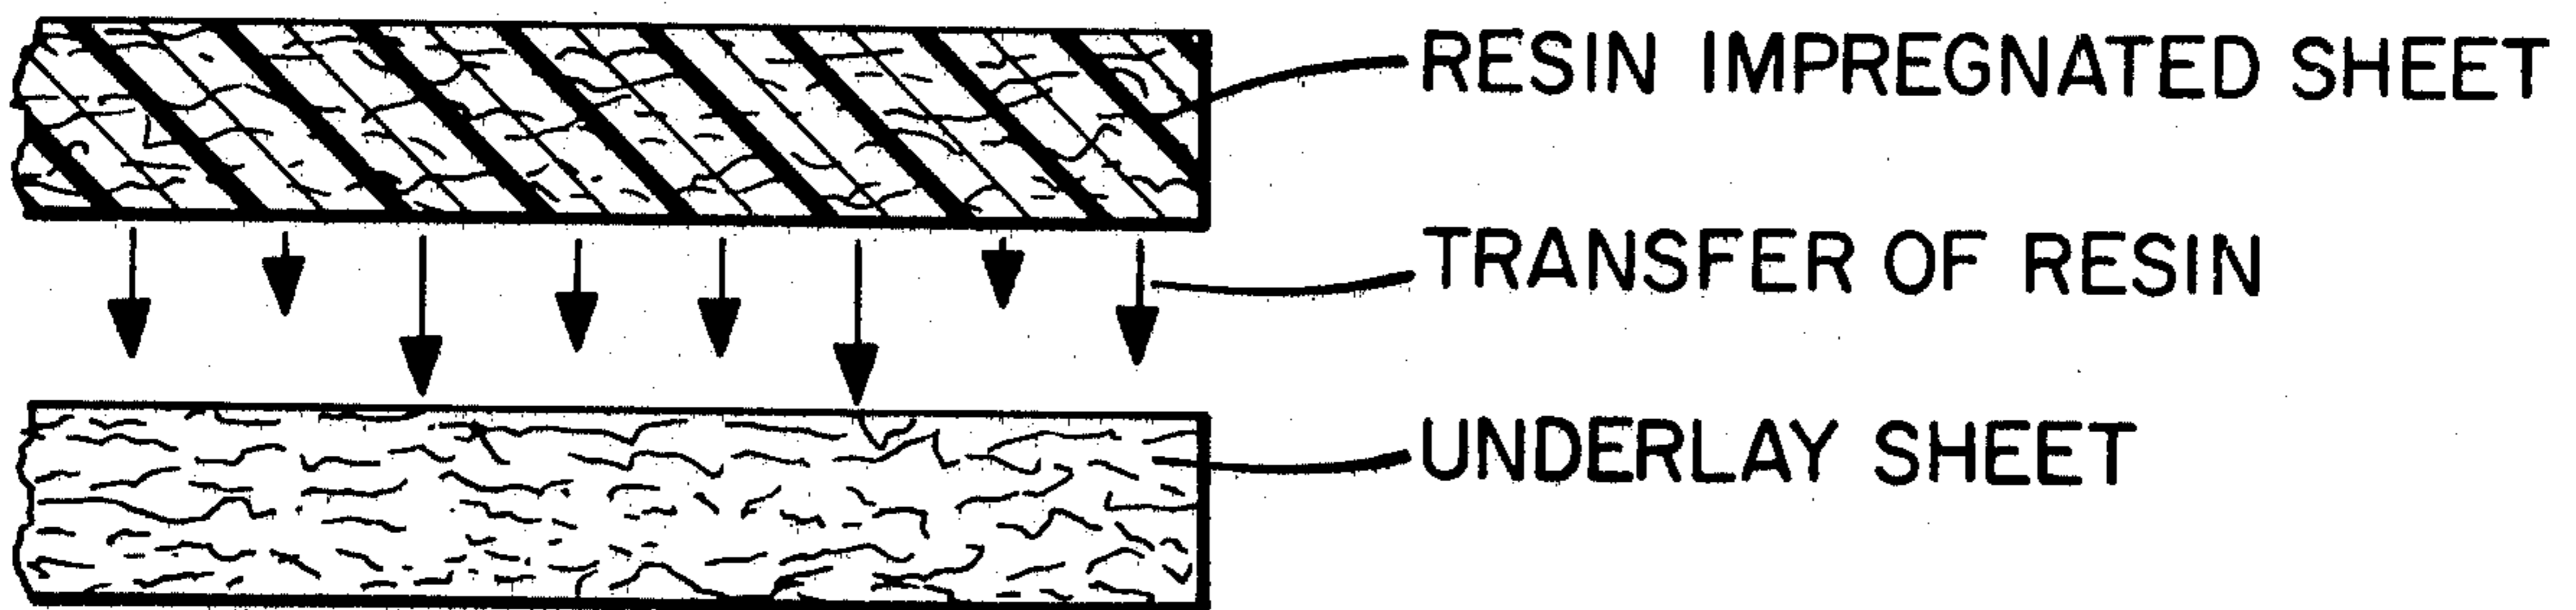 RESIN IMPREGNATED SHEET
TRANSFER OF RESIN
UNDERLAY SHEET